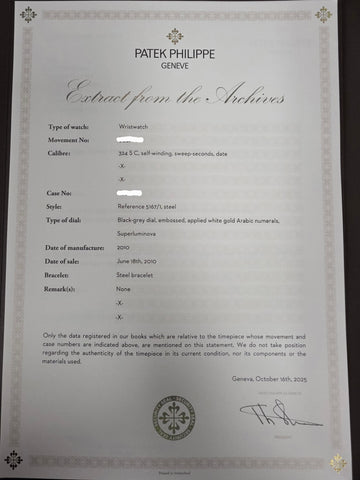 PATEK PHILIPPE
GENEVE
Extract from the Archives
Type of watch: Wristwatch
Movement No:
Calibre: 324 S C, self-winding, sweep-seconds, date
-X-
-X-
Case No:
Style: Reference 5167/1, steel
Type of dial: Black-grey dial, embossed, applied white gold Arabic numerals,
Superluminova
Date of manufacture: 2010
Date of sale: June 18th, 2010
Bracelet: Steel bracelet
Remark(s): None
-X-
-X-
Only the data registered in our books which are relative to the timepiece whose movement and
case numbers are indicated above, are mentioned on this statement. We do not take position
regarding the authenticity of the timepiece in its current condition, nor its components or the
materials used.
Geneva, October 16th, 2025
PRESIDENT
Printed in Switzerland